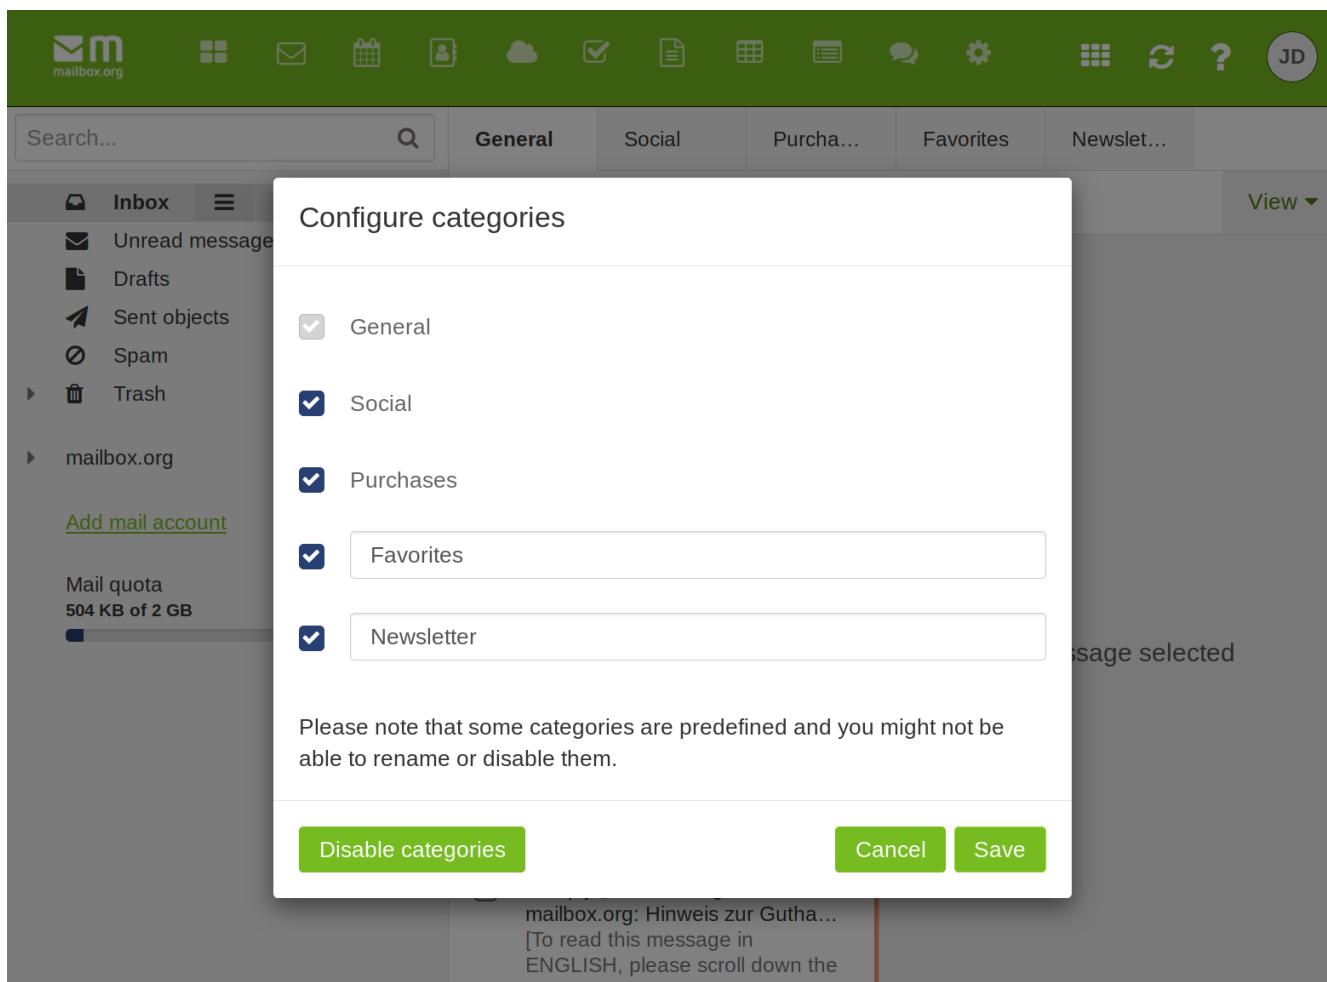 mailbox.org
JD
Search...
General
Social
Purcha...
Favorites
Newslet...
Inbox
View
Unread message
Drafts
Sent objects
Spam
Trash
mailbox.org
Add mail account
Mail quota
504 KB of 2 GB
Configure categories
General
Social
Purchases
Favorites
Newsletter
Please note that some categories are predefined and you might not be
able to rename or disable them.
Disable categories
Cancel
Save
ssage selected
mailbox.org: Hinweis zur Gutha...
[To read this message in
ENGLISH, please scroll down the